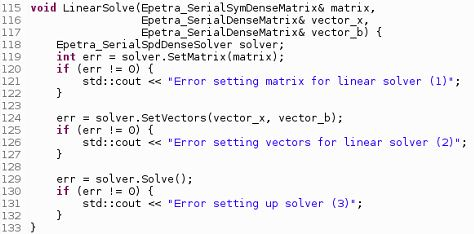 115 void LinearSolve(Epetra_SerialSymDenseMatrix& matrix,
116                  Epetra_SerialDenseMatrix& vector_x,
117                  Epetra_SerialDenseMatrix& vector_b) {
118     Epetra_SerialSpdDenseSolver solver;
119     int err = solver.SetMatrix(matrix);
120     if (err != 0) {
121         std::cout << "Error setting matrix for linear solver (1)";
122     }
123
124     err = solver.SetVectors(vector_x, vector_b);
125     if (err != 0) {
126         std::cout << "Error setting vectors for linear solver (2)";
127     }
128
129     err = solver.Solve();
130     if (err != 0) {
131         std::cout << "Error setting up solver (3)";
132     }
133 }